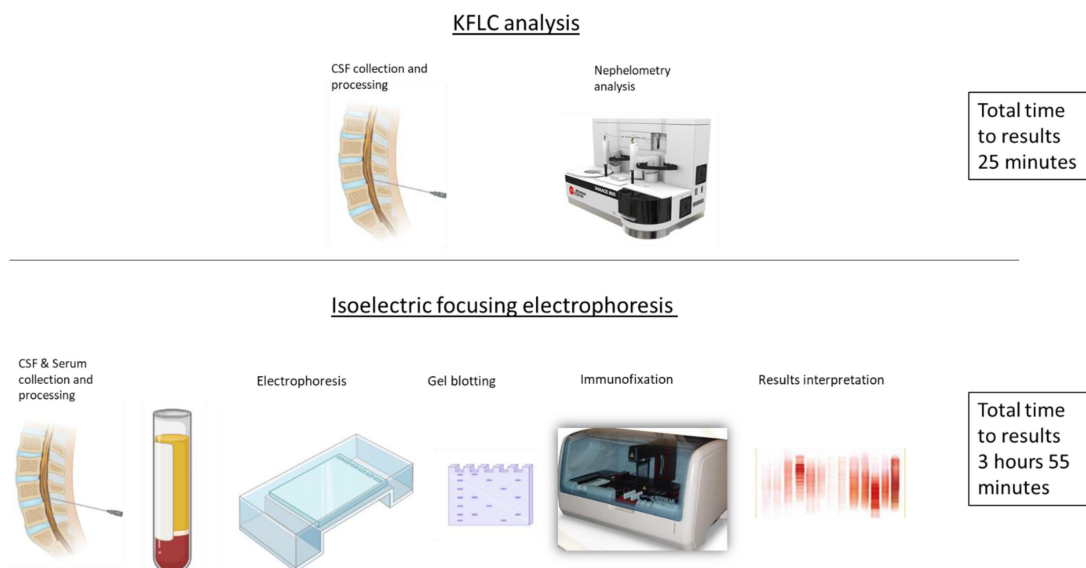 KFLC analysis
CSF collection and
processing
Nephelometry
analysis
Total time
to results
25 minutes
Isoelectric focusing electrophoresis
CSF & Serum
collection and
processing
Electrophoresis
Gel blotting
Immunofixation
Results interpretation
Total time
to results
3 hours 55
minutes